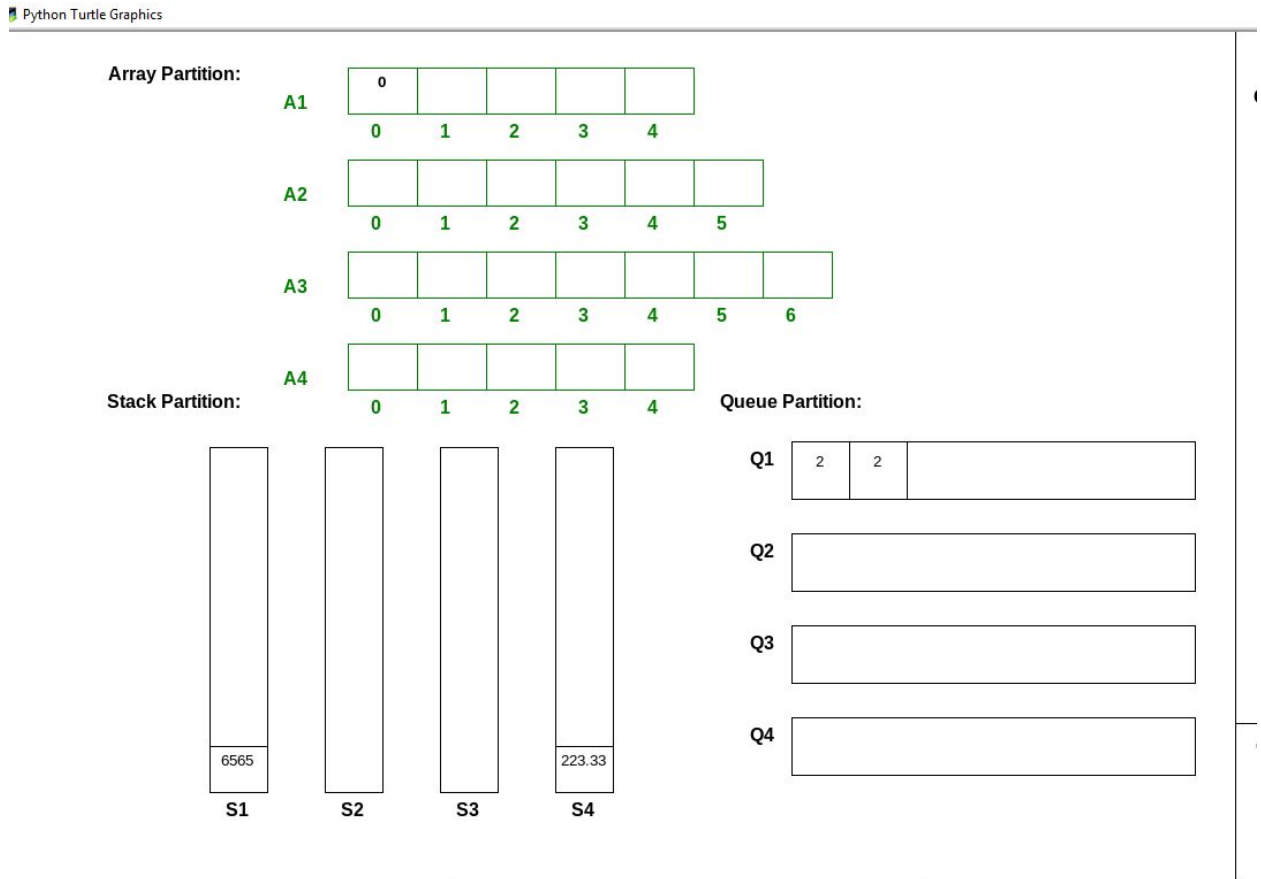 Python Turtle Graphics
Array Partition:
A1
0
0 1 2 3 4
A2
0 1 2 3 4 5
A3
0 1 2 3 4 5 6
A4
0 1 2 3 4
Stack Partition:
6565
223.33
S1 S2 S3 S4
Queue Partition:
Q1 2 2
Q2
Q3
Q4